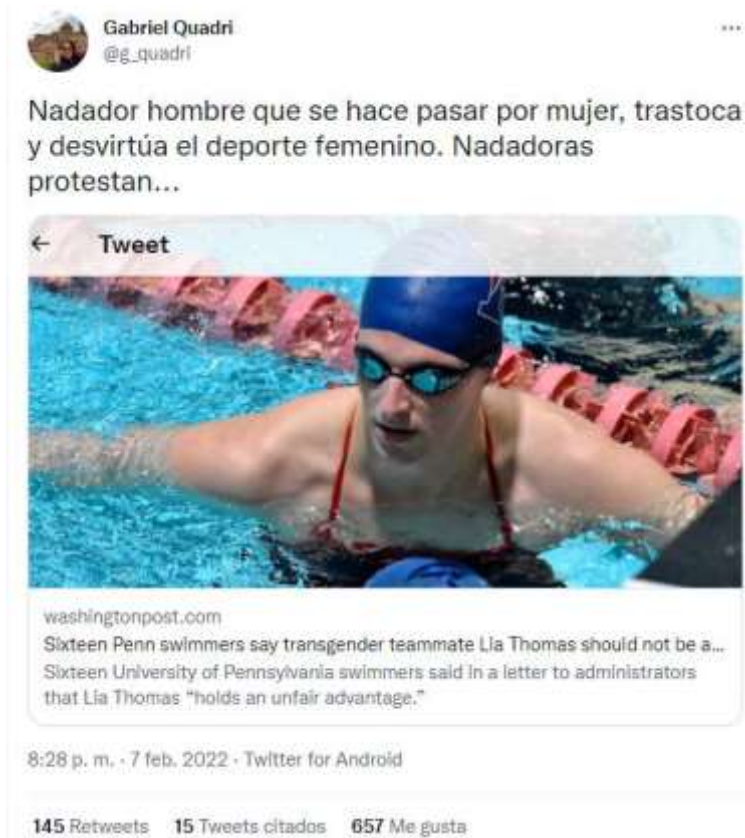 Gabriel Quadri
@g_quadri
Nadador hombre que se hace pasar por mujer, trastoca
y desvirtúa el deporte femenino. Nadadoras
protestan...
← Tweet
washingtonpost.com
Sixteen Penn swimmers say transgender teammate Lia Thomas should not be a...
Sixteen University of Pennsylvania swimmers said in a letter to administrators
that Lia Thomas “holds an unfair advantage.”
8:28 p. m. · 7 feb. 2022 · Twitter for Android
145 Retweets 15 Tweets citados 657 Me gusta